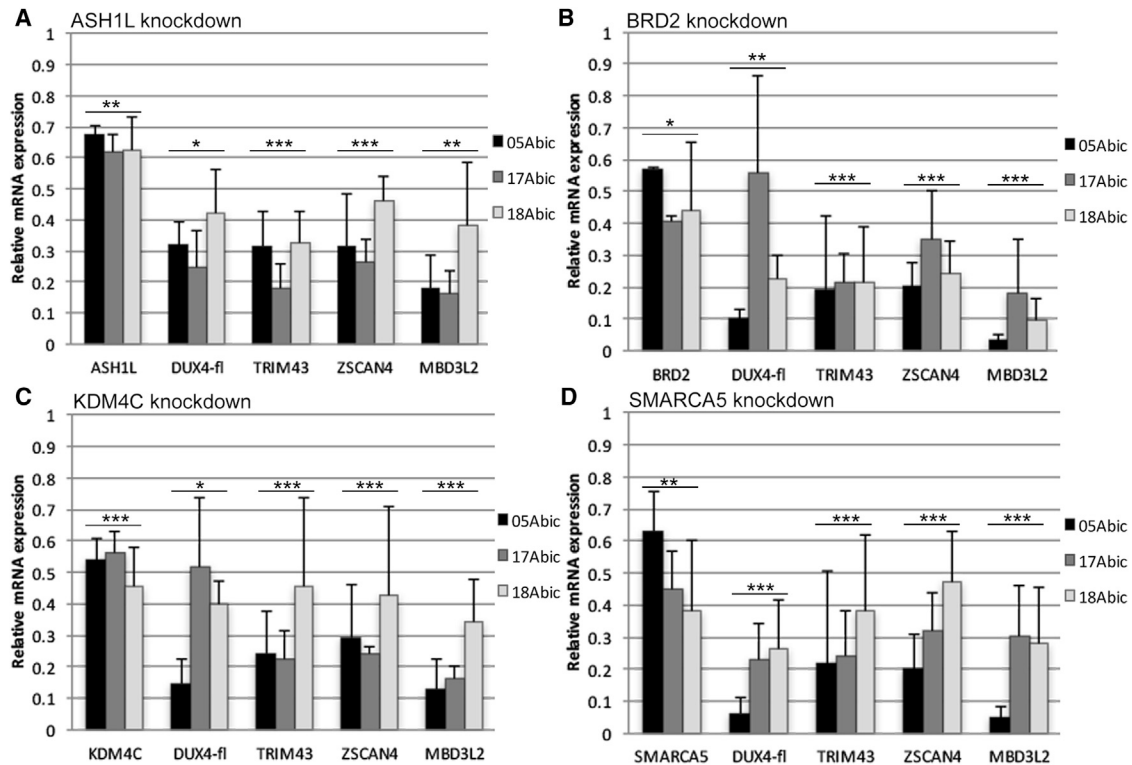 A ASH1L knockdown
Relative mRNA expression
1
0.9
0.8
0.7
0.6
0.5
0.4
0.3
0.2
0.1
0
** * *** *** **
ASH1L DUX4-fl TRIM43 ZSCAN4 MBD3L2
05Abic
17Abic
18Abic
B BRD2 knockdown
Relative mRNA expression
1
0.9
0.8
0.7
0.6
0.5
0.4
0.3
0.2
0.1
0
* ** *** *** ***
BRD2 DUX4-fl TRIM43 ZSCAN4 MBD3L2
05Abic
17Abic
18Abic
C KDM4C knockdown
Relative mRNA expression
1
0.9
0.8
0.7
0.6
0.5
0.4
0.3
0.2
0.1
0
*** * *** *** ***
KDM4C DUX4-fl TRIM43 ZSCAN4 MBD3L2
05Abic
17Abic
18Abic
D SMARCA5 knockdown
Relative mRNA expression
1
0.9
0.8
0.7
0.6
0.5
0.4
0.3
0.2
0.1
0
** *** *** *** ***
SMARCA5 DUX4-fl TRIM43 ZSCAN4 MBD3L2
05Abic
17Abic
18Abic